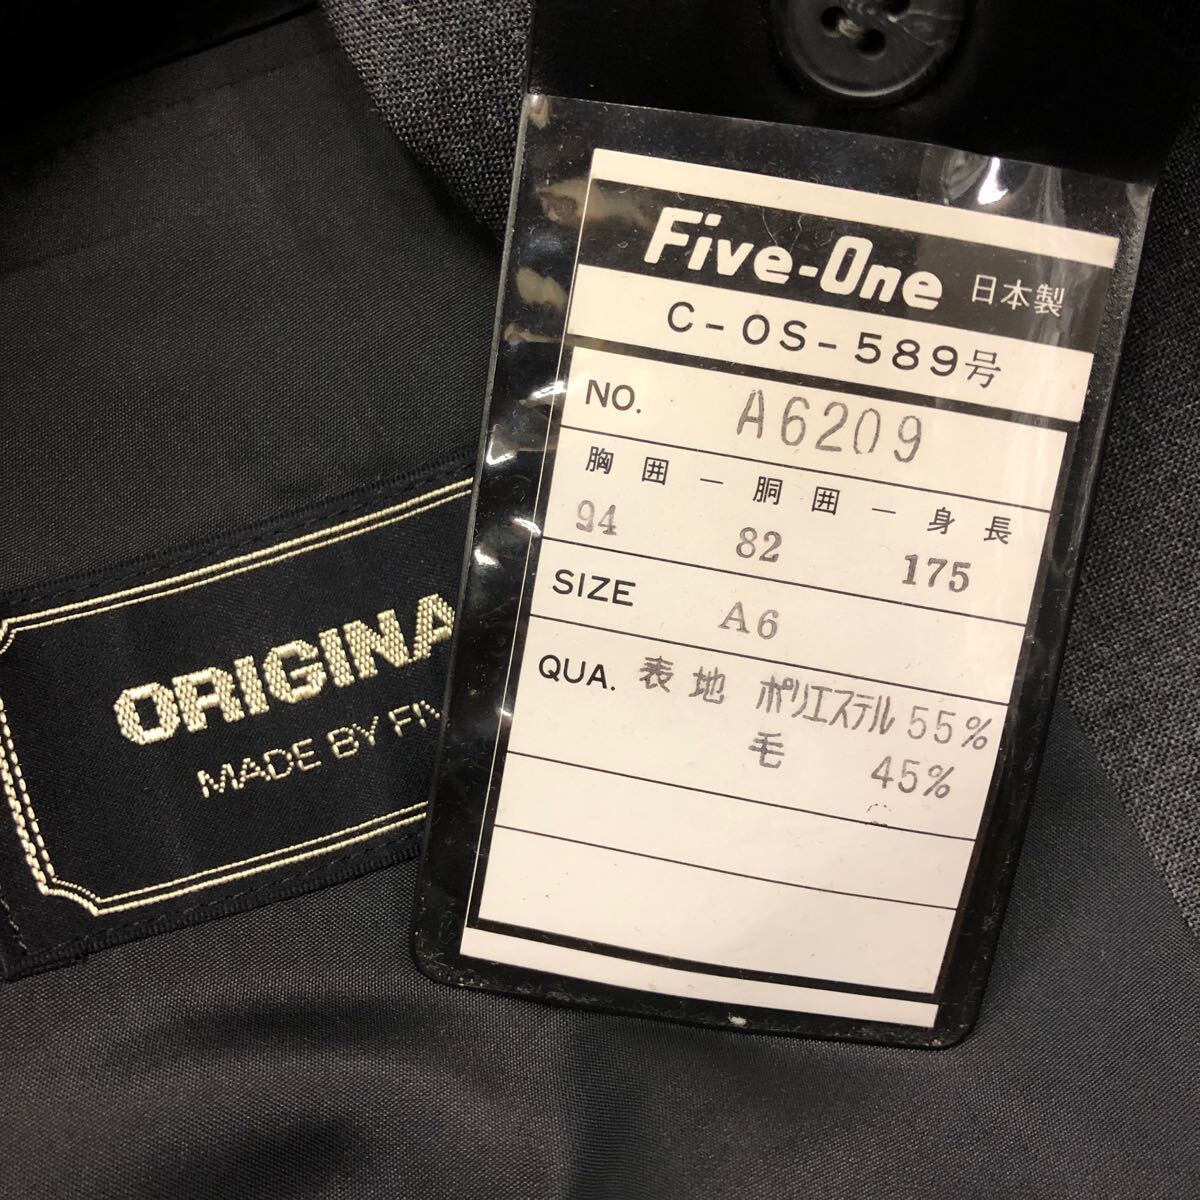 Five-One 日本製
C-OS-589号
NO. A6209
胸囲 - 胴囲 - 身長
94 82 175
SIZE A6
QUA. 表地 ポリエステル 55%
毛 45%
ORIGINA
MADE BY